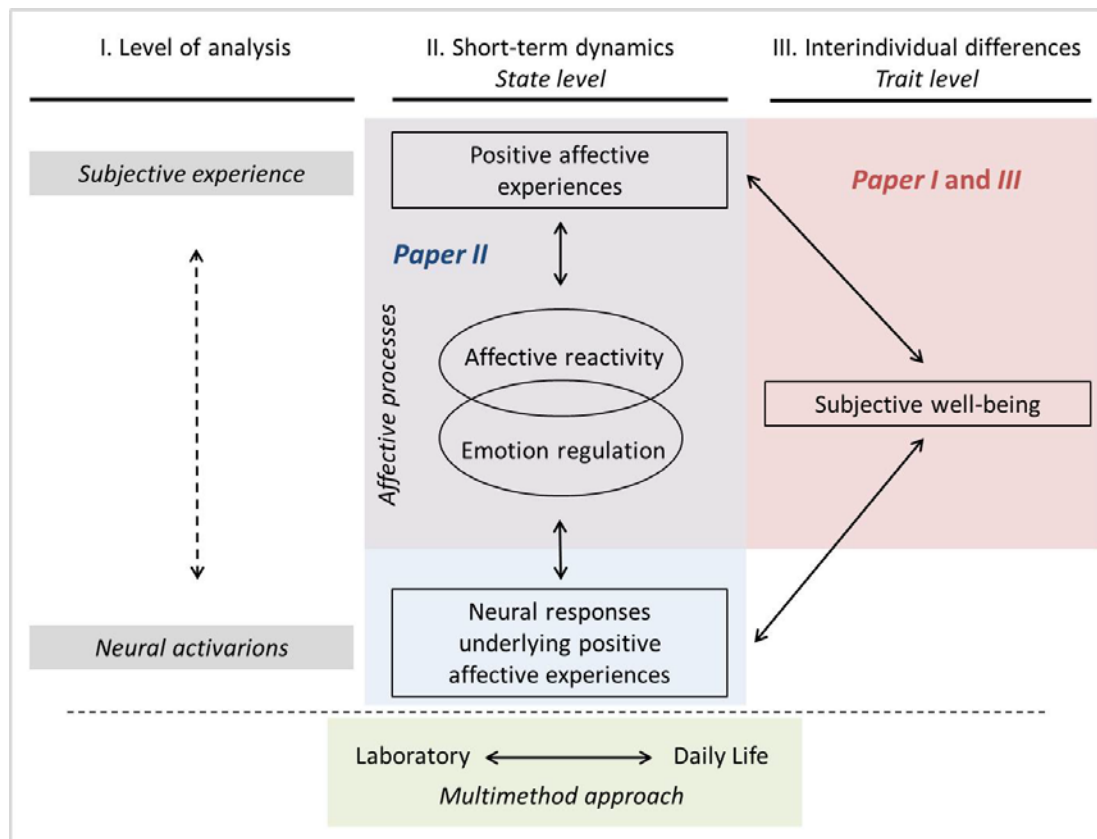 I. Level of analysis
II. Short-term dynamics
State level
III. Interindividual differences
Trait level
Subjective experience
Positive affective
experiences
Paper I and III
Paper II
Affective processes
Affective reactivity
Emotion regulation
Subjective well-being
Neural activarions
Neural responses
underlying positive
affective experiences
Laboratory
Daily Life
Multimethod approach